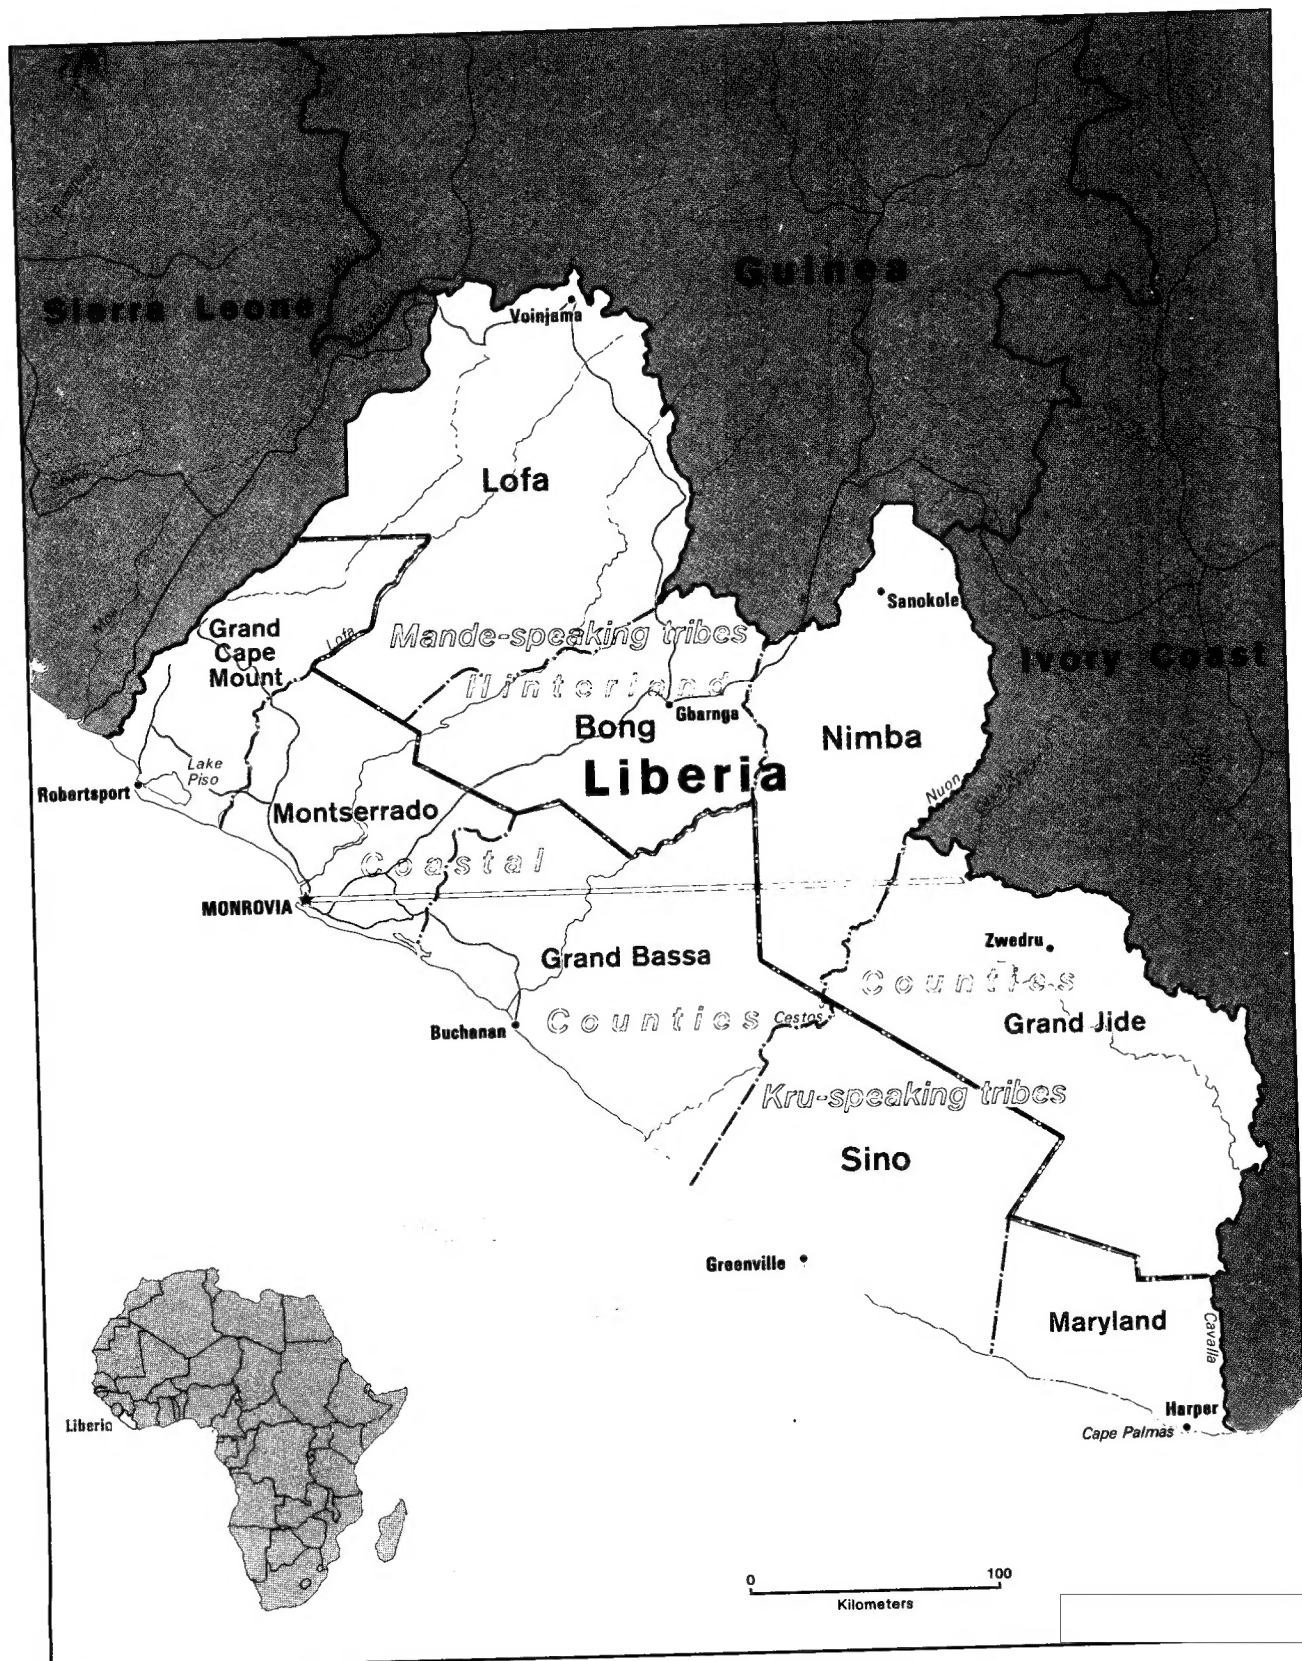 Guinea
Sierra Leone
Voinjama
Lofa
Sanokole
Grand
Cape
Mount
Lofa
Mande-speaking tribes
Ivory Coast
Hinterland
Gbarnga
Bong
Nimba
Lake
Piso
Liberia
Nuon
Robertsport
Montserrado
Coastal
MONROVIA
Zwedru
Grand Bassa
Counties
Counties
Cestos
Grand Jide
Buchanan
Kru-speaking tribes
Sino
Greenville
Maryland
Cavalla
Harper
Cape Palmas
Liberia
0
100
Kilometers